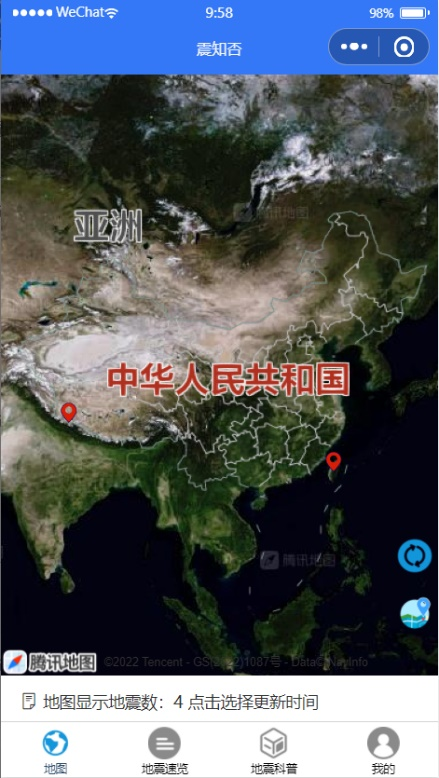 WeChat 9:58 98%
震知否
腾讯地图
亚洲
中华人民共和国
腾讯地图
腾讯地图 ©2022 Tencent - GS(2022)1087号 - Data© NavInfo
地图显示地震数：4 点击选择更新时间
地图 地震速览 地震科普 我的